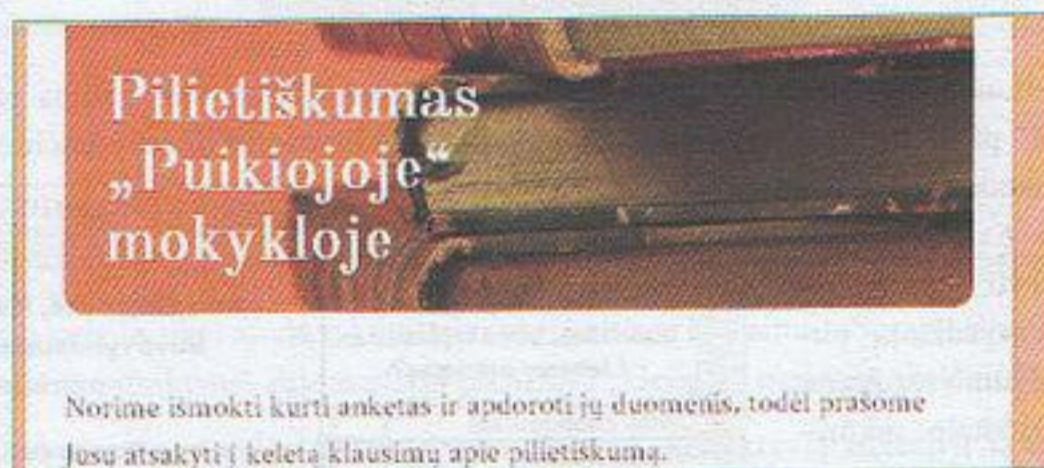 Pilietiškumas
„Puikiojoje“
mokykloje
Norime išmokti kurti anketas ir apdoroti jų duomenis, todėl prašome
Jūsų atsakyti į keletą klausimų apie pilietiškumą.